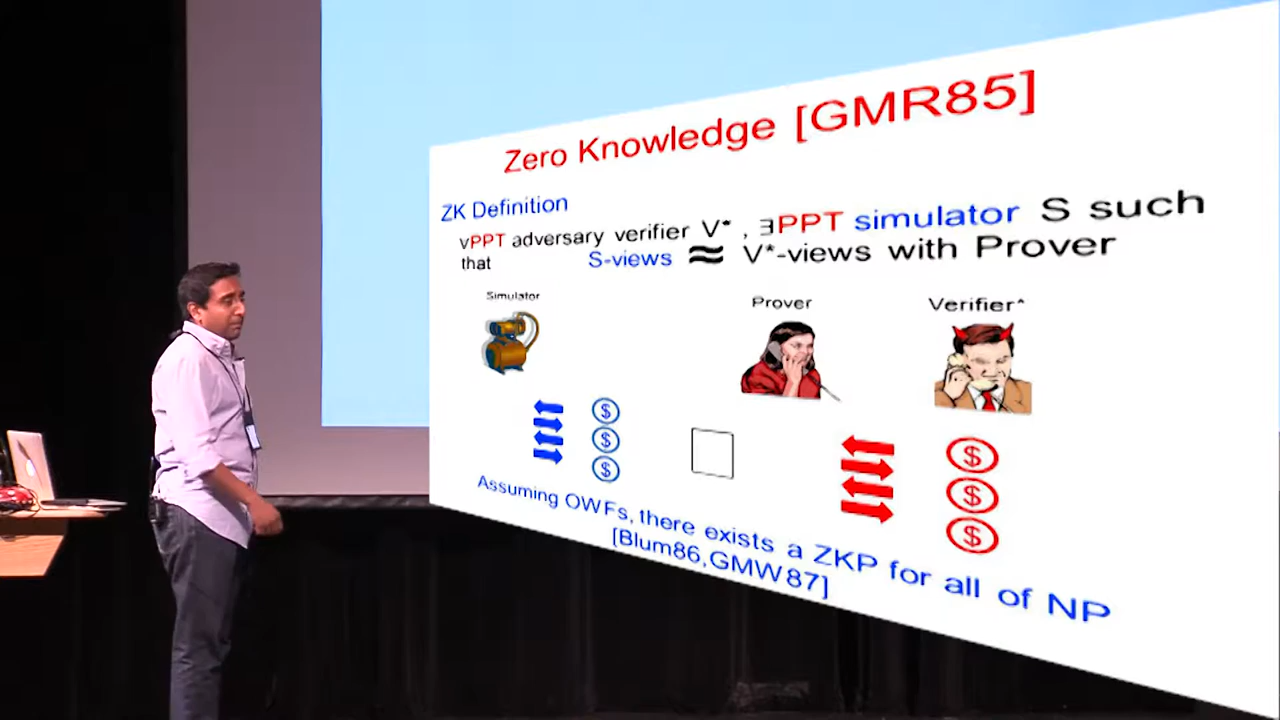 Zero Knowledge [GMR85]
ZK Definition
∀PPT adversary verifier V* , ∃PPT simulator S such
that S-views ≈ V*-views with Prover
Simulator
Prover
Verifier*
$ $
$ $
$ $
Assuming OWFs, there exists a ZKP for all of NP
[Blum86,GMW87]